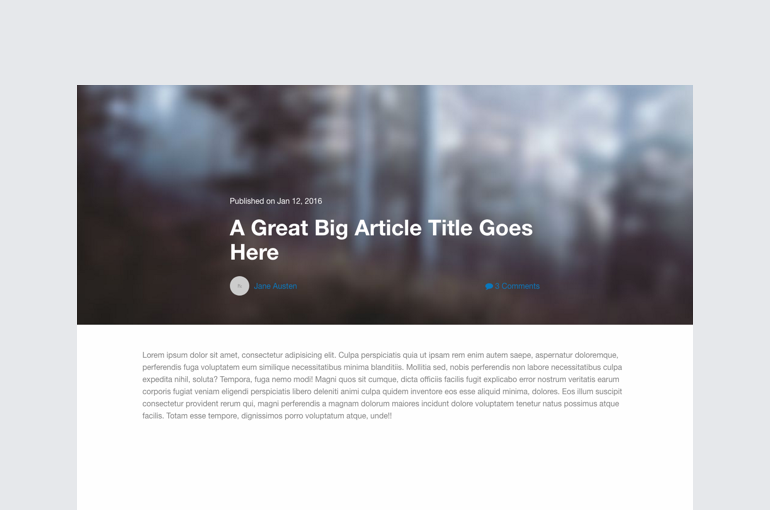 Published on Jan 12, 2016
A Great Big Article Title Goes
Here
Jane Austen
3 Comments
Lorem ipsum dolor sit amet, consectetur adipisicing elit. Culpa perspiciatis quia ut ipsam rem enim autem saepe, aspernatur doloremque,
perferendis fuga voluptatem eum similique necessitatibus minima blanditiis. Mollitia sed, nobis perferendis non labore necessitatibus culpa
expedita nihil, soluta? Tempora, fuga nemo modi! Magni quos sit cumque, dicta officiis facilis fugit explicabo error nostrum veritatis earum
corporis fugiat veniam eligendi perspiciatis libero deleniti animi culpa quidem inventore eos esse aliquid minima, dolores. Eos illum suscipit
consectetur provident rerum qui, magni perferendis a magnam dolorum maiores incidunt dolore voluptatem tenetur natus possimus atque
facilis. Totam esse tempore, dignissimos porro voluptatum atque, unde!!